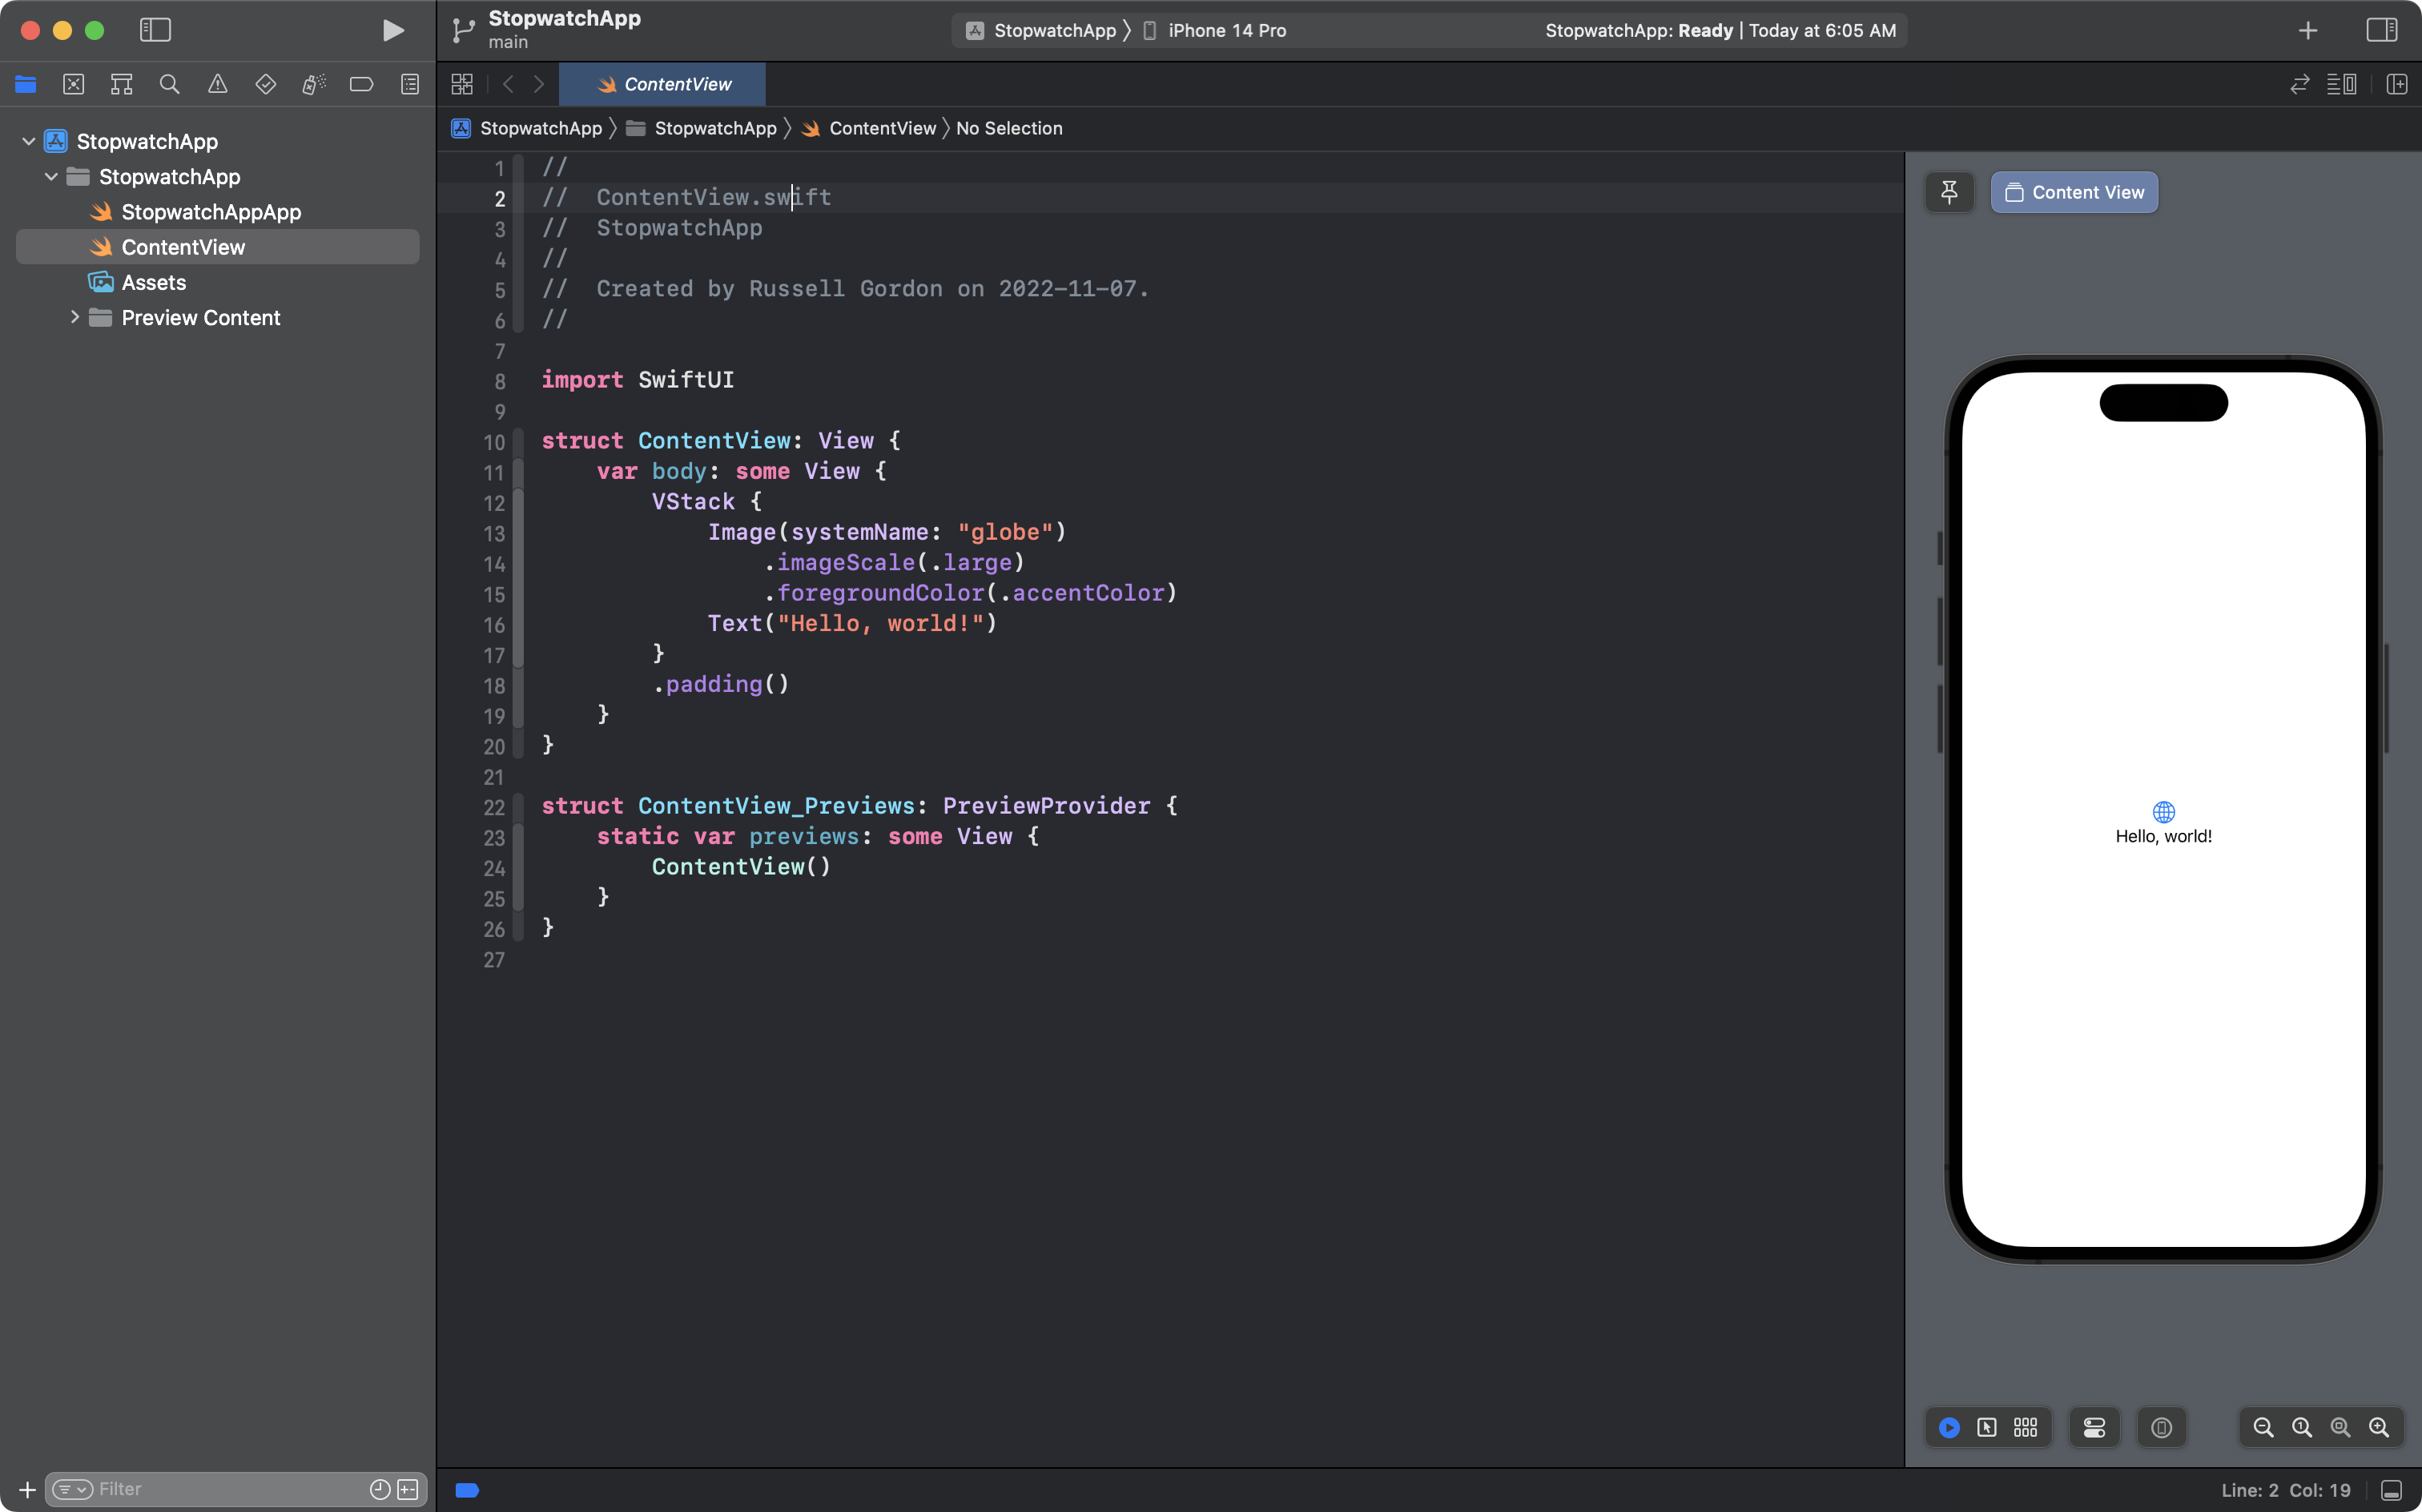 StopwatchApp
main
StopwatchApp
iPhone 14 Pro
StopwatchApp: Ready | Today at 6:05 AM
ContentView
StopwatchApp
StopwatchApp
ContentView
No Selection
StopwatchApp
StopwatchApp
StopwatchAppApp
ContentView
Assets
Preview Content
1 //
2 //  ContentView.swift
3 //  StopwatchApp
4 //
5 //  Created by Russell Gordon on 2022-11-07.
6 //
7
8 import SwiftUI
9
10 struct ContentView: View {
11     var body: some View {
12         VStack {
13             Image(systemName: "globe")
14                 .imageScale(.large)
15                 .foregroundColor(.accentColor)
16             Text("Hello, world!")
17         }
18         .padding()
19     }
20 }
21
22 struct ContentView_Previews: PreviewProvider {
23     static var previews: some View {
24         ContentView()
25     }
26 }
27
Content View
Hello, world!
Filter
Line: 2 Col: 19